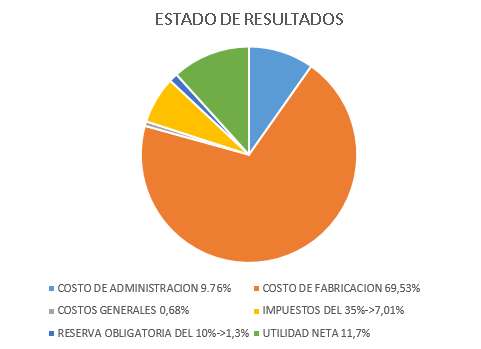 ESTADO DE RESULTADOS
COSTO DE ADMINISTRACION 9.76% COSTO DE FABRICACION 69,53%
COSTOS GENERALES 0,68% IMPUESTOS DEL 35%->7,01%
RESERVA OBLIGATORIA DEL 10%->1,3% UTILIDAD NETA 11,7%